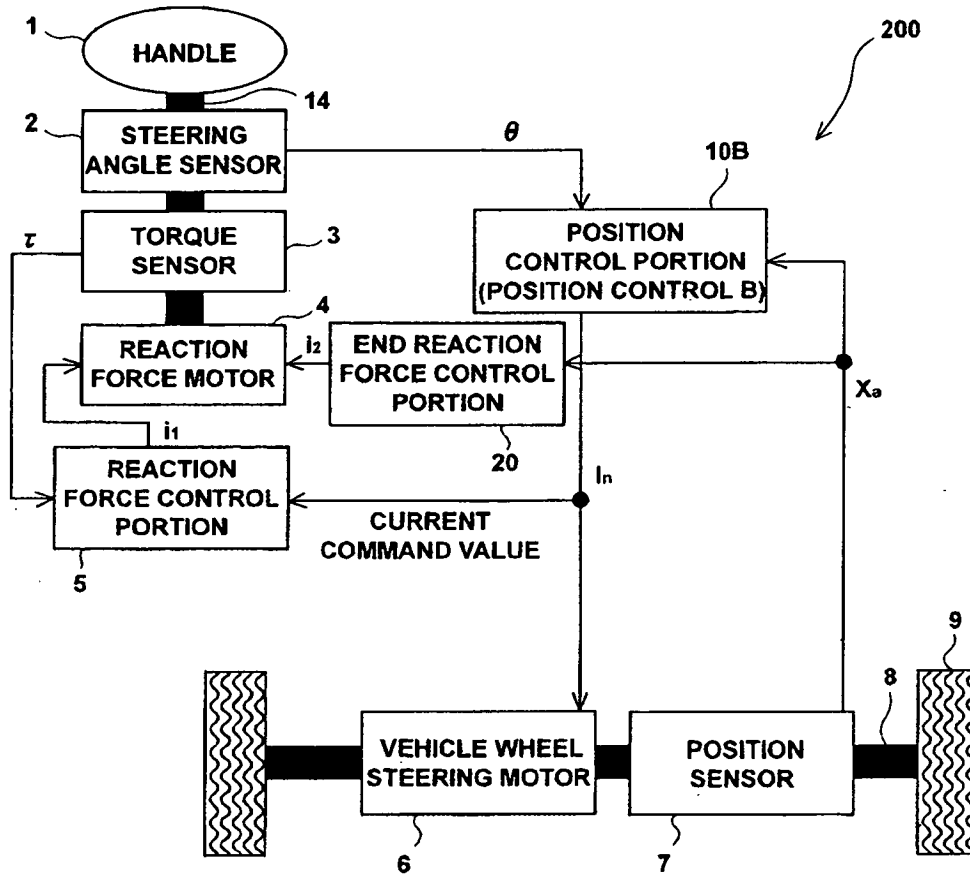 1
HANDLE
200
14
2
STEERING
ANGLE SENSOR
θ
10B
τ
TORQUE
SENSOR
3
POSITION
CONTROL PORTION
(POSITION CONTROL B)
4
REACTION
FORCE MOTOR
i2
END REACTION
FORCE CONTROL
PORTION
Xa
i1
20
In
REACTION
FORCE CONTROL
PORTION
CURRENT
COMMAND VALUE
5
9
8
VEHICLE WHEEL
STEERING MOTOR
POSITION
SENSOR
6
7